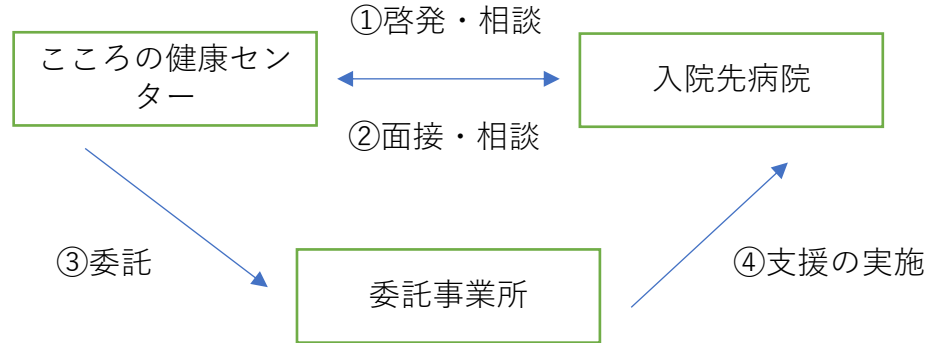 ①啓発・相談
こころの健康セン
ター
入院先病院
②面接・相談
③委託
④支援の実施
委託事業所